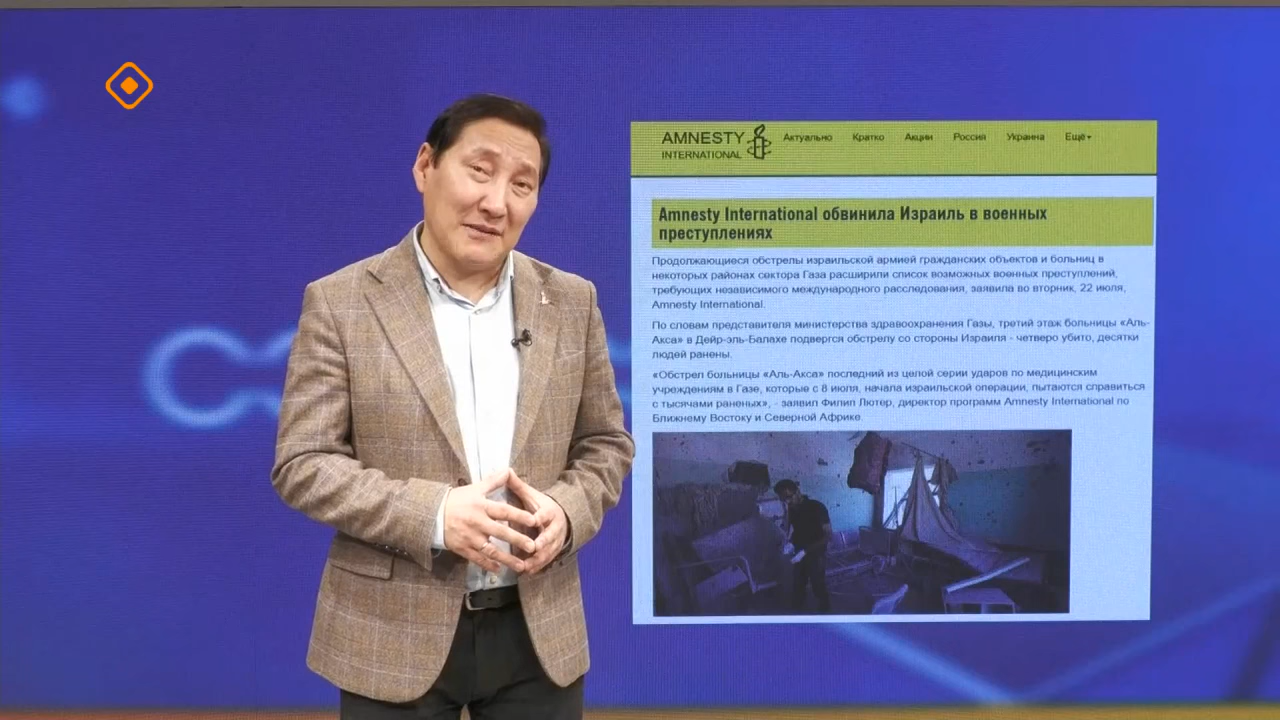 AMNESTY
INTERNATIONAL
Актуально Кратко Акции Россия Украина Ещё
Amnesty International обвинила Израиль в военных
преступлениях
Продолжающиеся обстрелы израильской армией гражданских объектов и больниц в
некоторых районах сектора Газа расширили список возможных военных преступлений,
требующих независимого международного расследования, заявила во вторник, 22 июля,
Amnesty International.
По словам представителя министерства здравоохранения Газы, третий этаж больницы «Аль-
Акса» в Дейр-эль-Балахе подвергся обстрелу со стороны Израиля - четверо убито, десятки
людей ранены.
«Обстрел больницы «Аль-Акса» последний из целой серии ударов по медицинским
учреждениям в Газе, которые с 8 июля, начала израильской операции, пытаются справиться
с тысячами раненых», - заявил Филип Лютер, директор программ Amnesty International по
Ближнему Востоку и Северной Африке.